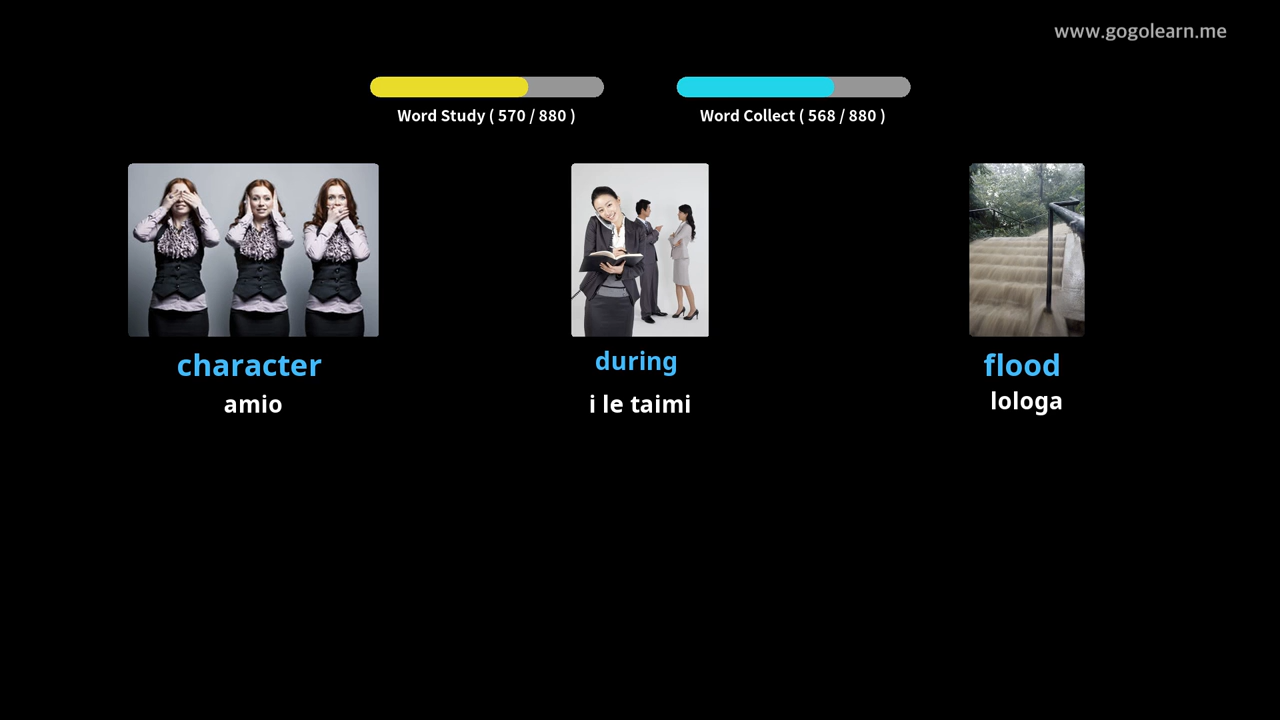 www.gogolearn.me
Word Study ( 570 / 880 )
Word Collect ( 568 / 880 )
character
amio
during
i le taimi
flood
lologa